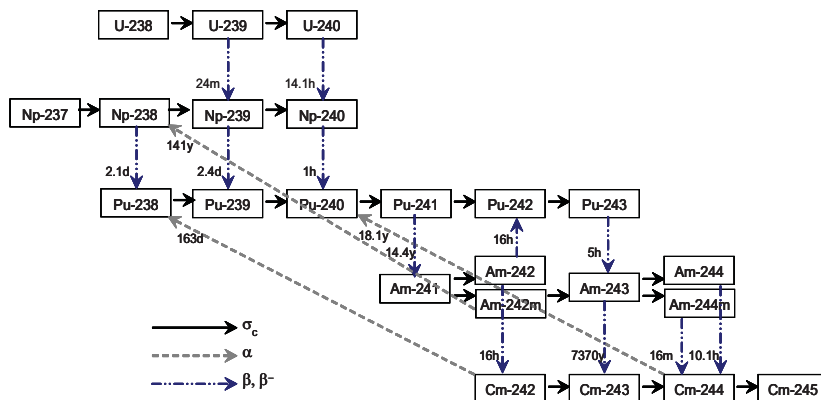 U-238 U-239 U-240
24m 14.1h
Np-237 Np-238 Np-239 Np-240
141y
2.1d 2.4d 1h
Pu-238 Pu-239 Pu-240 Pu-241 Pu-242 Pu-243
163d 18.1y 14.4y 16h 5h
Am-242 Am-244
Am-241 Am-243
Am-242m Am-244m
σc
α
16h 7370y 16m 10.1h
β, β⁻
Cm-242 Cm-243 Cm-244 Cm-245